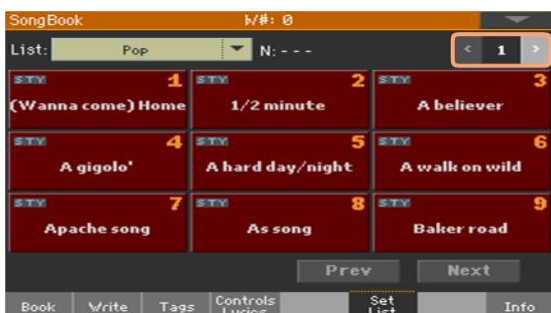 SongBook b/#: 0
List: Pop N:--- < 1 >
STY 1 STY 2 STY 3
(Wanna come) Home 1/2 minute A believer
STY 4 STY 5 STY 6
A gigolo' A hard day/night A walk on wild
STY 7 STY 8 STY 9
Apache song As song Baker road
Prev Next
Book Write Tags Controls Lyrics Set List Info